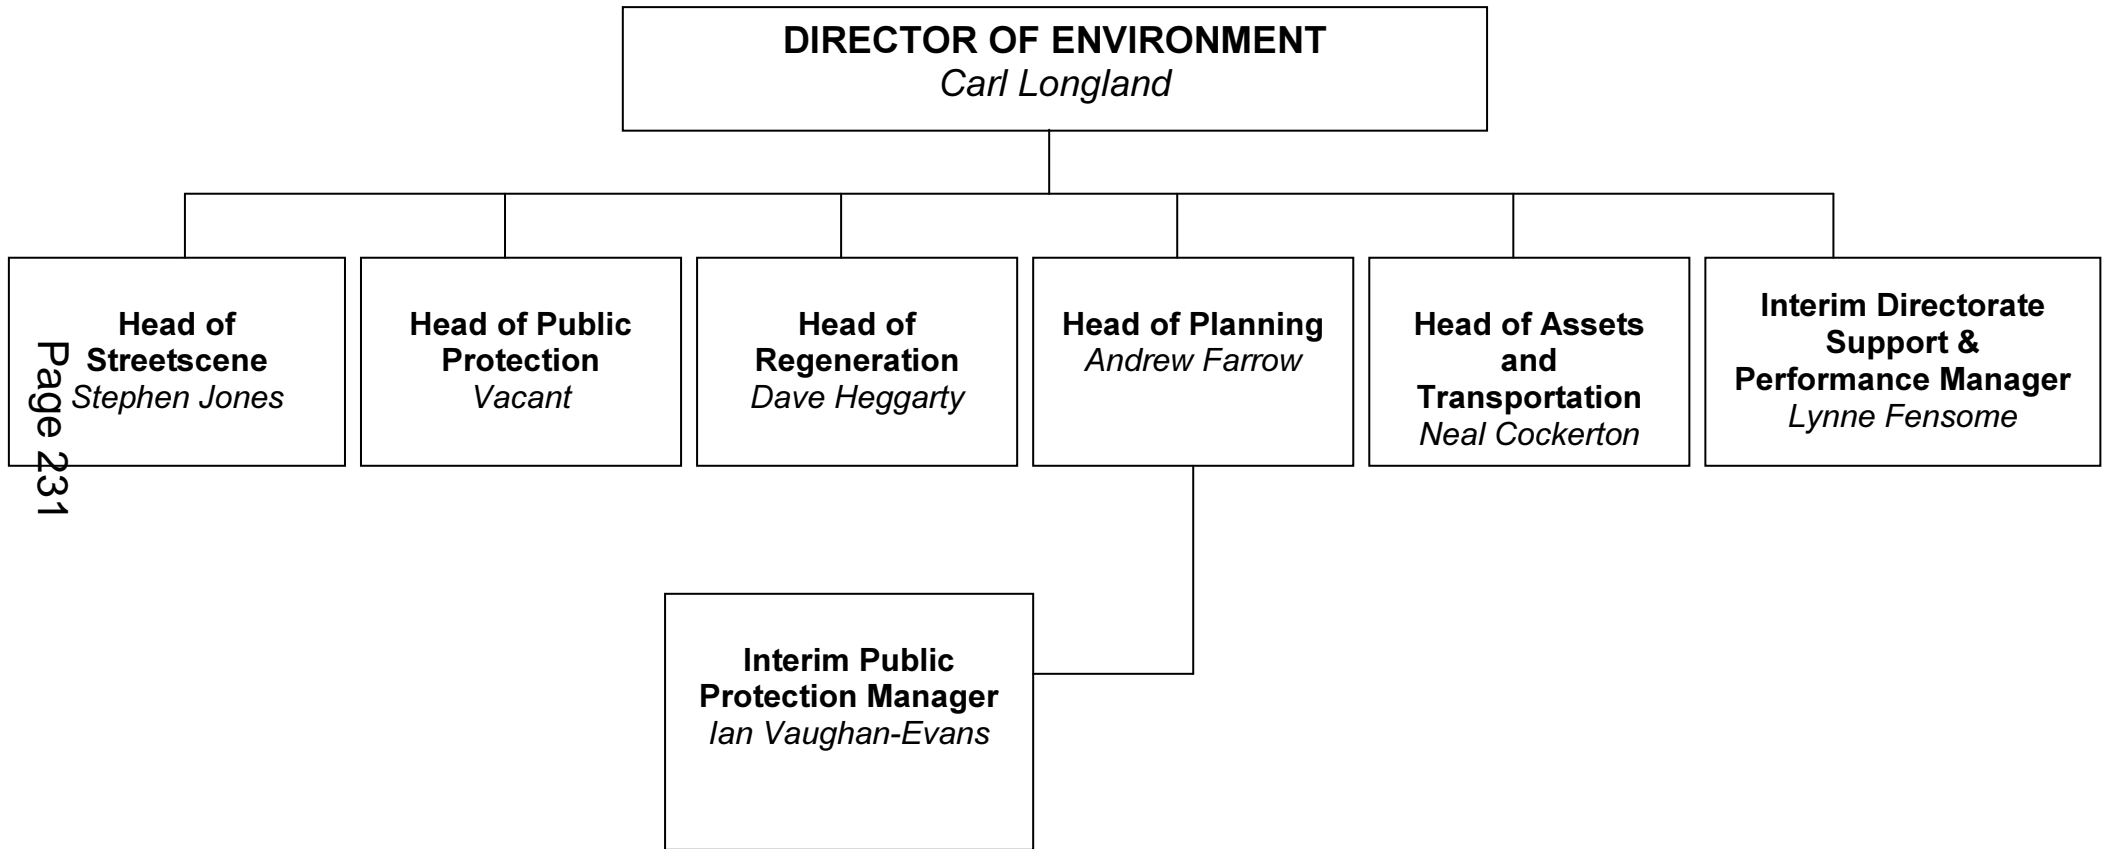 DIRECTOR OF ENVIRONMENT
Carl Longland
Head of
Streetscene
Stephen Jones
Head of Public
Protection
Vacant
Head of
Regeneration
Dave Heggarty
Head of Planning
Andrew Farrow
Head of Assets
and
Transportation
Neal Cockerton
Interim Directorate
Support &
Performance Manager
Lynne Fensome
Interim Public
Protection Manager
Ian Vaughan-Evans
Page 231